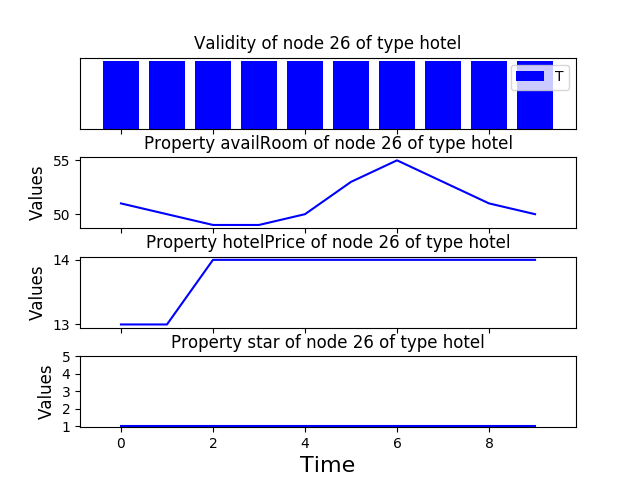 Validity of node 26 of type hotel
T
Property availRoom of node 26 of type hotel
55
50
Values
Property hotelPrice of node 26 of type hotel
14
13
Values
Property star of node 26 of type hotel
5
4
3
2
1
Values
0 2 4 6 8
Time